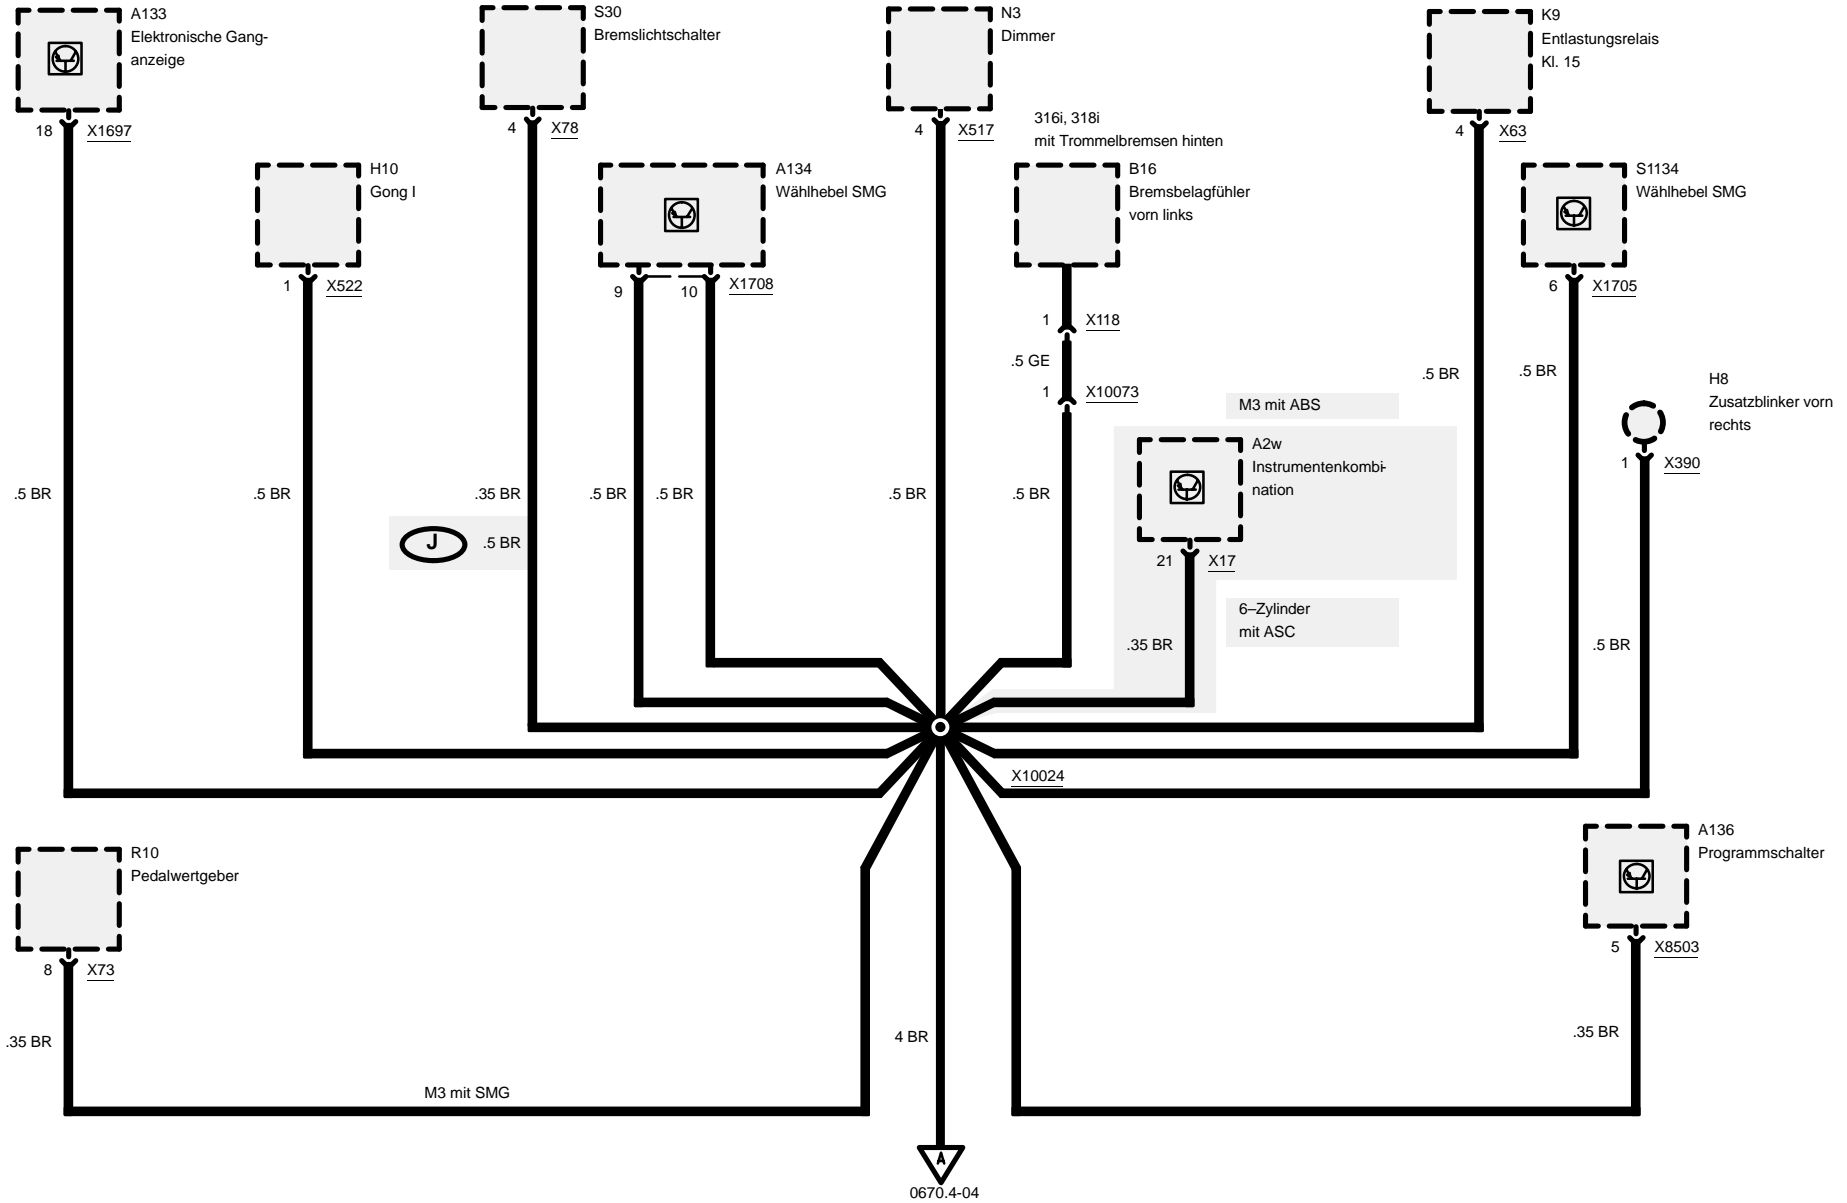 A133
Elektronische Gang-
anzeige
18 X1697
S30
Bremslichtschalter
4 X78
N3
Dimmer
4 X517
K9
Entlastungsrelais
Kl. 15
4 X63
316i, 318i
mit Trommelbremsen hinten
H10
Gong I
1 X522
A134
Wählhebel SMG
9 10 X1708
B16
Bremsbelagfühler
vorn links
1 X118
.5 GE
1 X10073
S1134
Wählhebel SMG
6 X1705
.5 BR
.5 BR
H8
Zusatzblinker vorn
rechts
1 X390
M3 mit ABS
A2w
Instrumentenkombi-
nation
21 X17
.5 BR
.5 BR
.35 BR
.5 BR
.5 BR
.5 BR
.5 BR
J .5 BR
6–Zylinder
mit ASC
.35 BR
.5 BR
X10024
R10
Pedalwertgeber
8 X73
.35 BR
A136
Programmschalter
5 X8503
.35 BR
4 BR
M3 mit SMG
A
0670.4-04